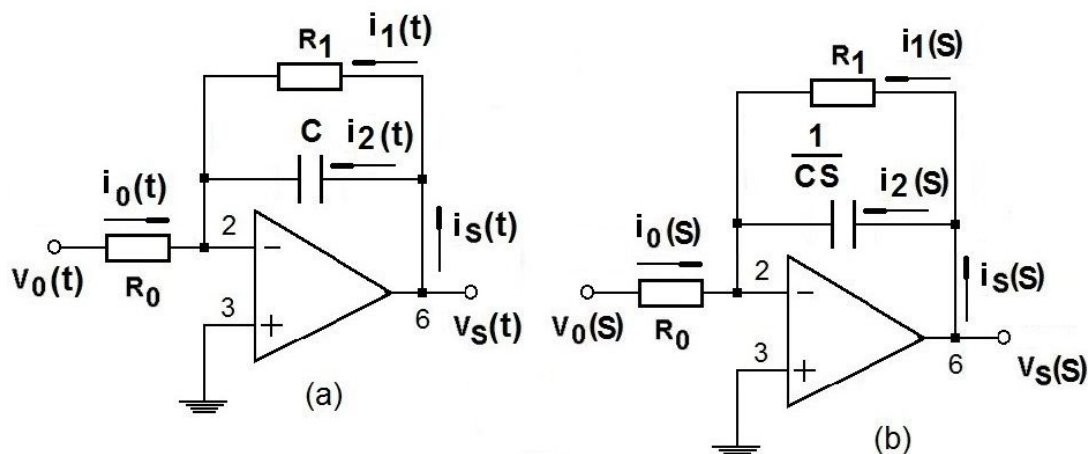 R1
i1(t)
C
i2(t)
i0(t)
2
−
V0(t)
R0
iS(t)
3
+
6
VS(t)
(a)
R1
i1(S)
1
CS
i2(S)
i0(S)
2
−
V0(S)
R0
iS(S)
3
+
6
VS(S)
(b)